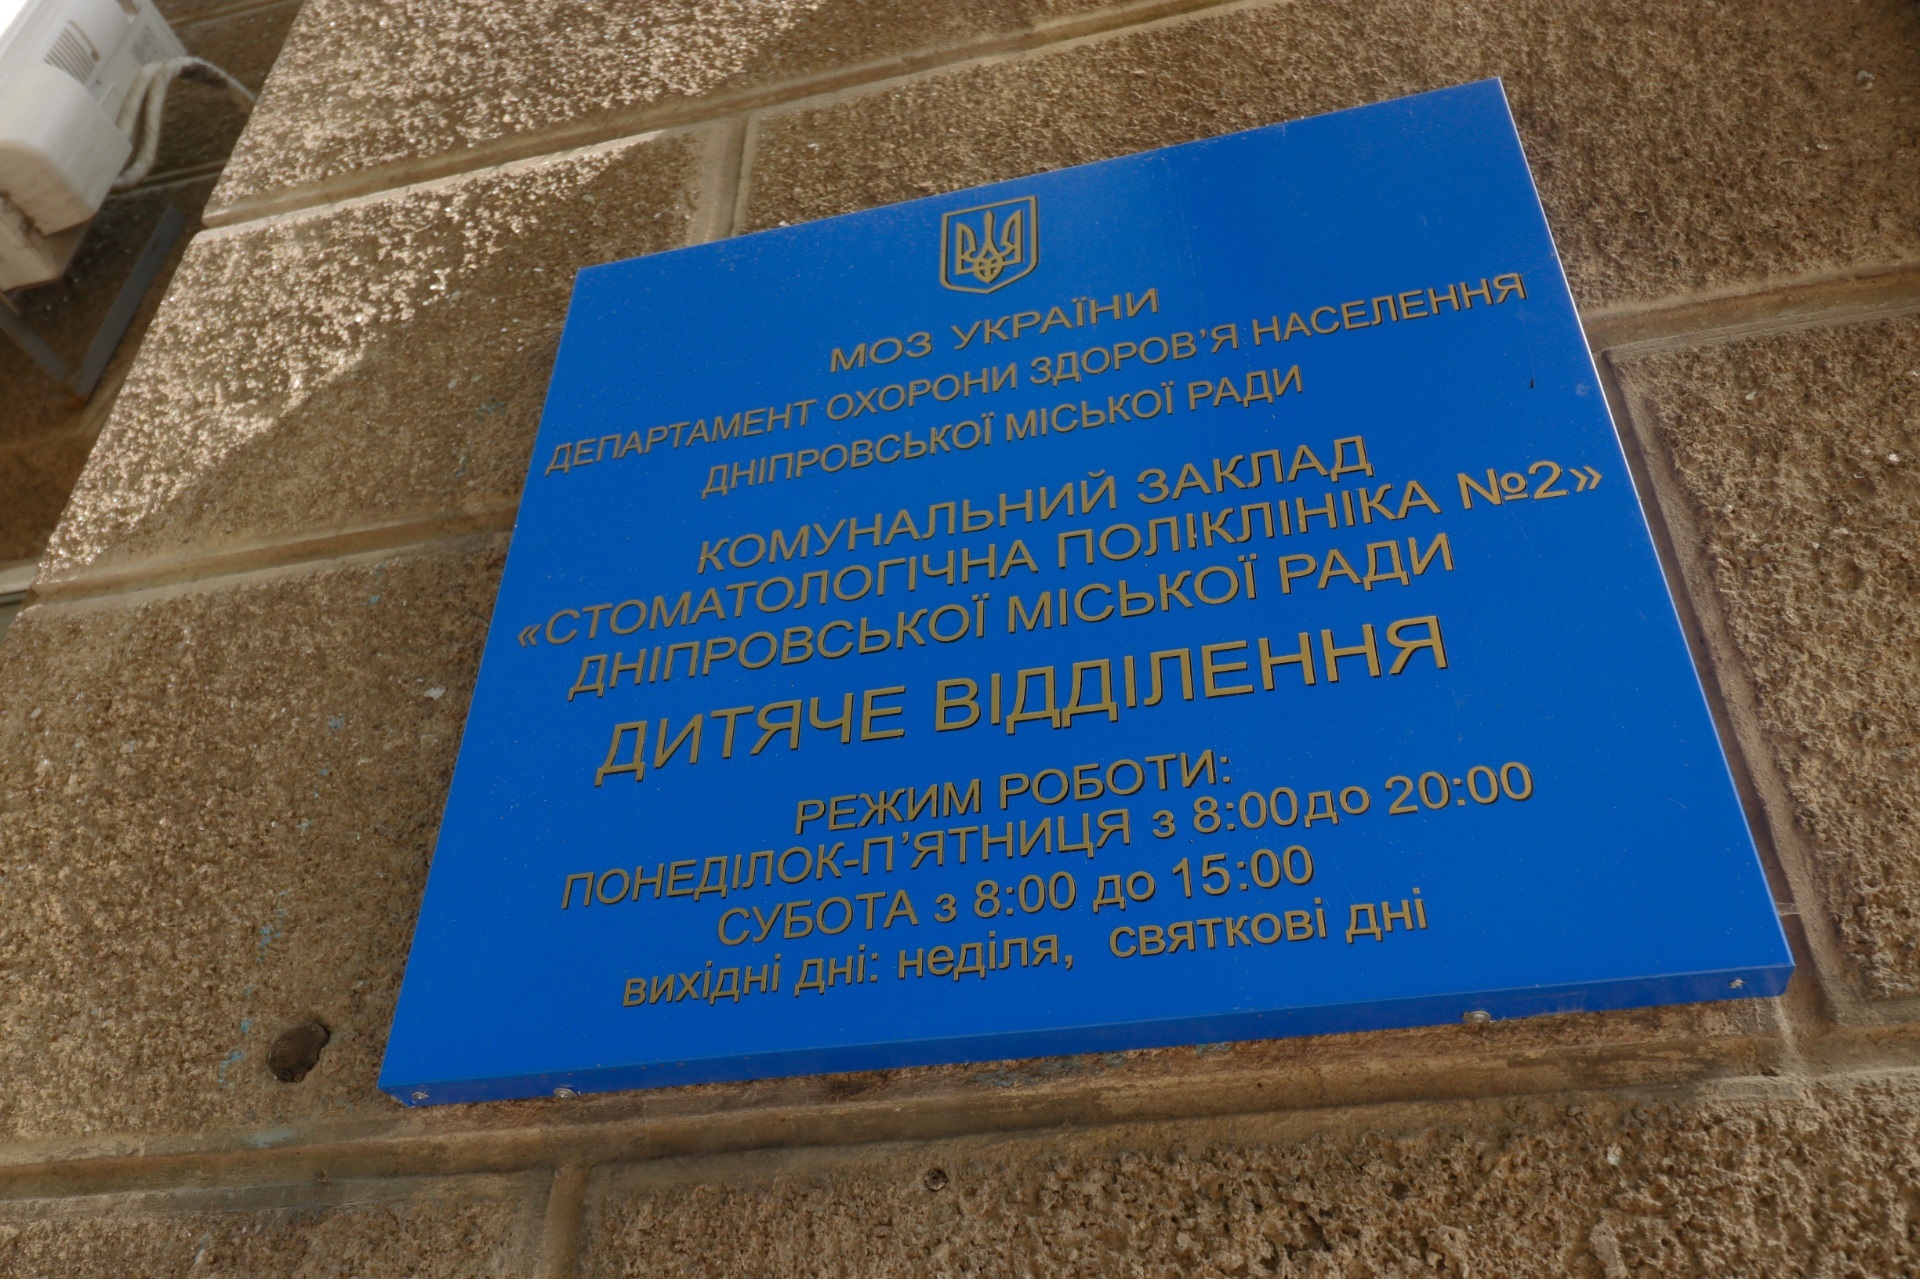 МОЗ УКРАЇНИ
ДЕПАРТАМЕНТ ОХОРОНИ ЗДОРОВ'Я НАСЕЛЕННЯ
ДНІПРОВСЬКОЇ МІСЬКОЇ РАДИ
КОМУНАЛЬНИЙ ЗАКЛАД
«СТОМАТОЛОГІЧНА ПОЛІКЛІНІКА №2»
ДНІПРОВСЬКОЇ МІСЬКОЇ РАДИ
ДИТЯЧЕ ВІДДІЛЕННЯ
РЕЖИМ РОБОТИ:
ПОНЕДІЛОК-П'ЯТНИЦЯ з 8:00до 20:00
СУБОТА з 8:00 до 15:00
вихідні дні: неділя, святкові дні